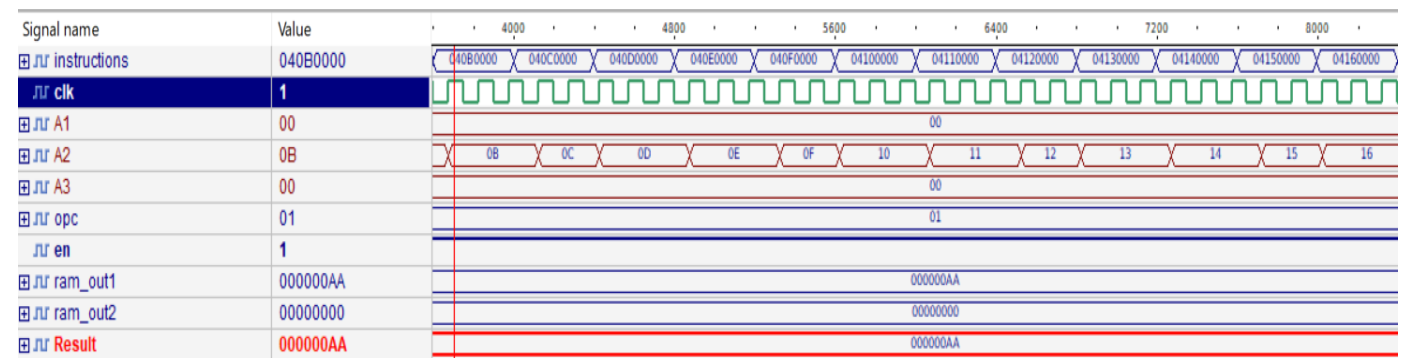 Signal name Value 4000 4800 5600 6400 7200 8000
instructions 040B0000 040B0000 040C0000 040D0000 040E0000 040F0000 04100000 04110000 04120000 04130000 04140000 04150000 04160000
clk 1
A1 00 00
A2 0B 0B 0C 0D 0E 0F 10 11 12 13 14 15 16
A3 00 00
opc 01 01
en 1
ram_out1 000000AA 000000AA
ram_out2 00000000 00000000
Result 000000AA 000000AA